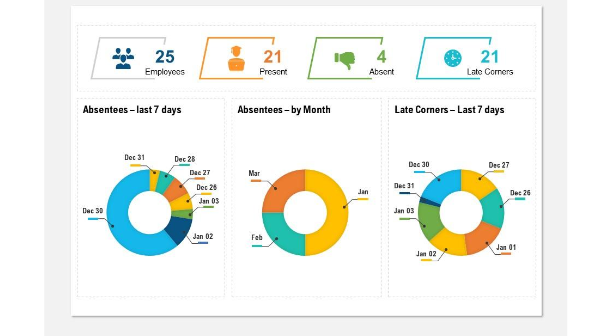 25
Employees
21
Present
4
Absent
21
Late Corners
Absentees – last 7 days
Dec 31
Dec 28
Dec 27
Dec 26
Jan 03
Dec 30
Jan 02
Absentees – by Month
Mar
Jan
Feb
Late Corners – Last 7 days
Dec 30
Dec 27
Dec 31
Dec 26
Jan 03
Jan 02
Jan 01